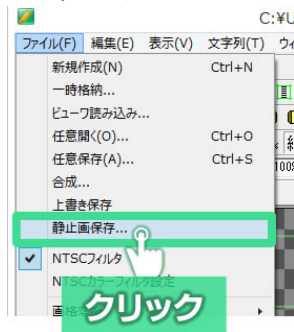 C:¥U
ファイル(F) 編集(E) 表示(V) 文字列(T) ウィ
新規作成(N) Ctrl+N
一時格納...
ビューワ読み込み...
任意開く(O)... Ctrl+O
任意保存(A)... Ctrl+S
合成...
上書き保存
静止画保存...
NTSCフィルタ
NTSCカラーフィルタ設定
クリック